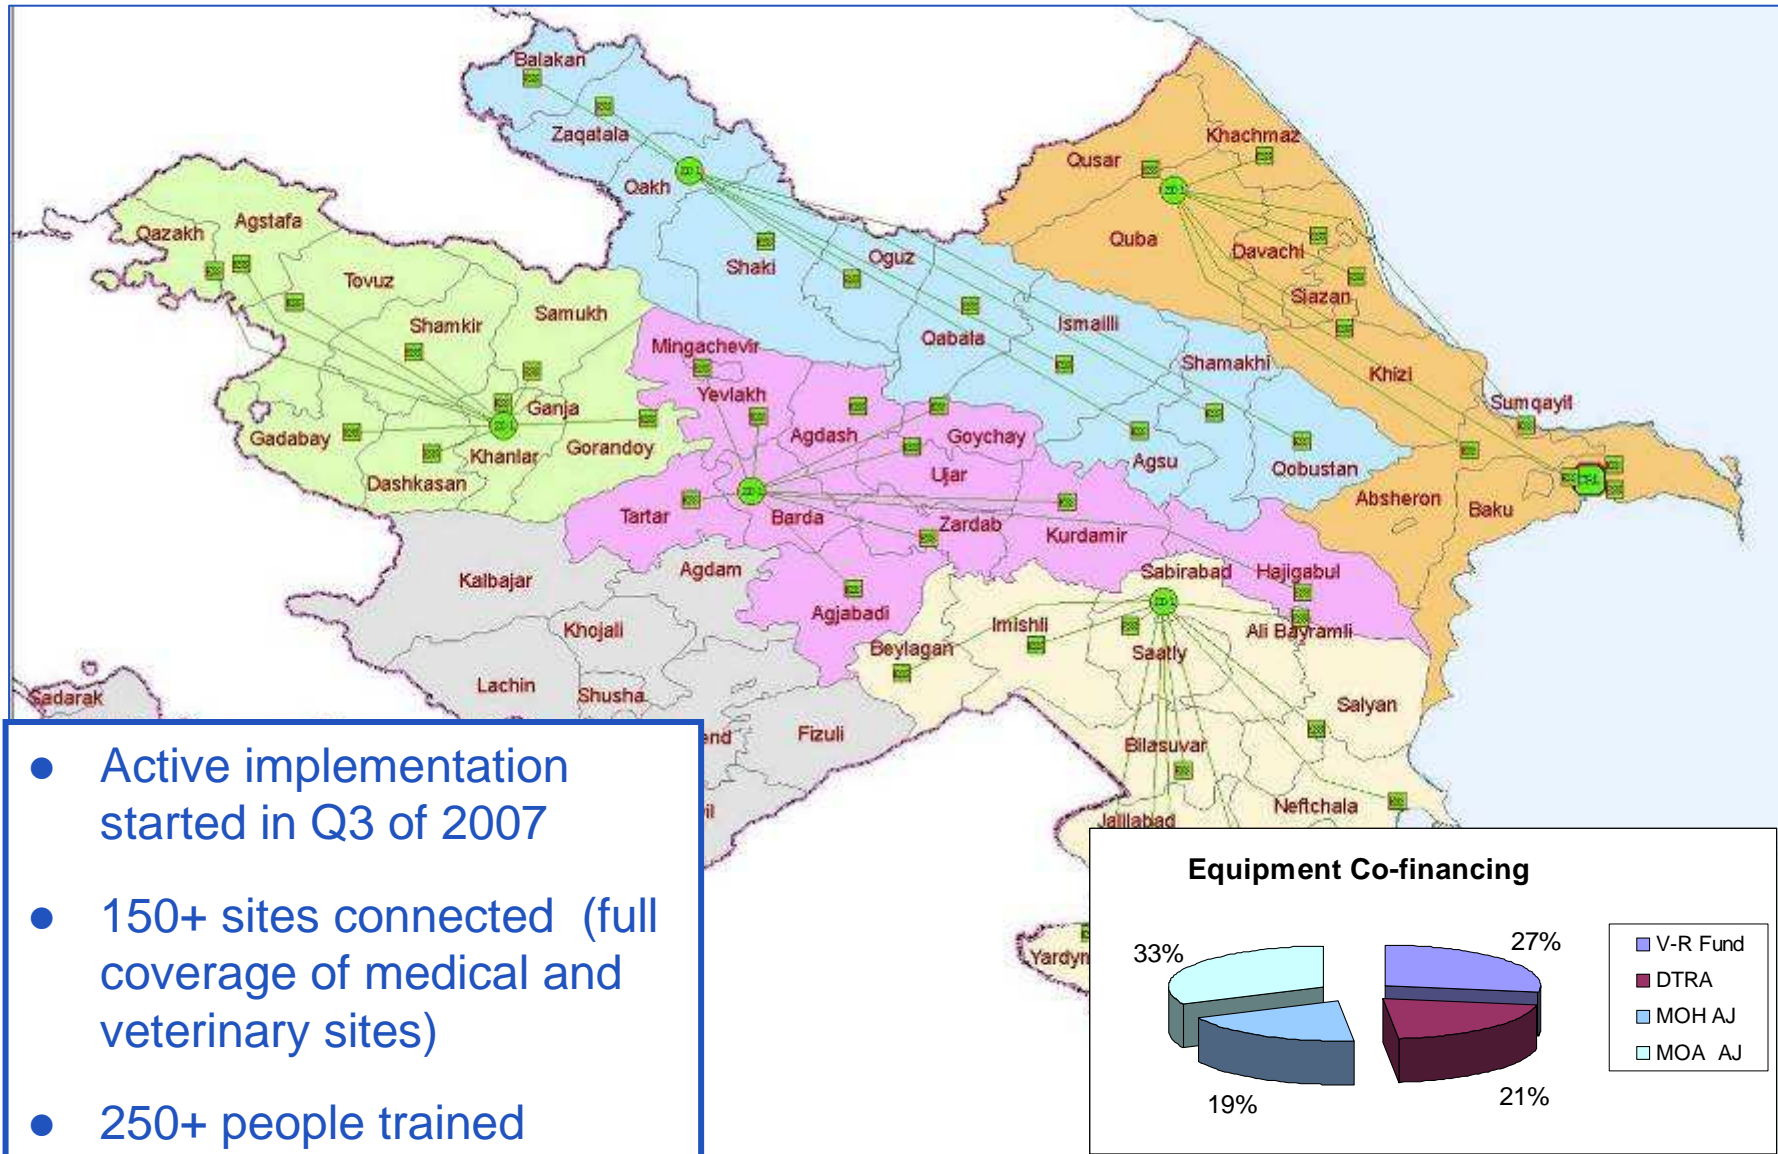 Balakan
Zaqatala
Qakh
Khachmaz
Qusar
Agstafa
Qazakh
Quba
Davachi
Oguz
Shaki
Tovuz
Siazan
Samukh
Shamkir
Ismailli
Qabala
Mingachevir
Shamakhi
Khizi
Yevlakh
Sumqayit
Ganja
Gadabay
Agdash
Goychay
Gorandoy
Khanlar
Agsu
Qobustan
Ujar
Dashkasan
Absheron
Baku
Tartar
Barda
Zardab
Kurdamir
Agdam
Kalbajar
Sabirabad
Hajigabul
Agjabadi
Khojali
Imishli
Ali Bayramli
Beylagan
Saatly
Lachin
Shusha
Sadarak
Salyan
Fizuli
end
Bilasuvar
Neftchala
Jalilabad
Yardym
● Active implementation
started in Q3 of 2007
● 150+ sites connected (full
coverage of medical and
veterinary sites)
● 250+ people trained
Equipment Co-financing
33%
27%
19%
21%
V-R Fund
DTRA
MOH AJ
MOA AJ